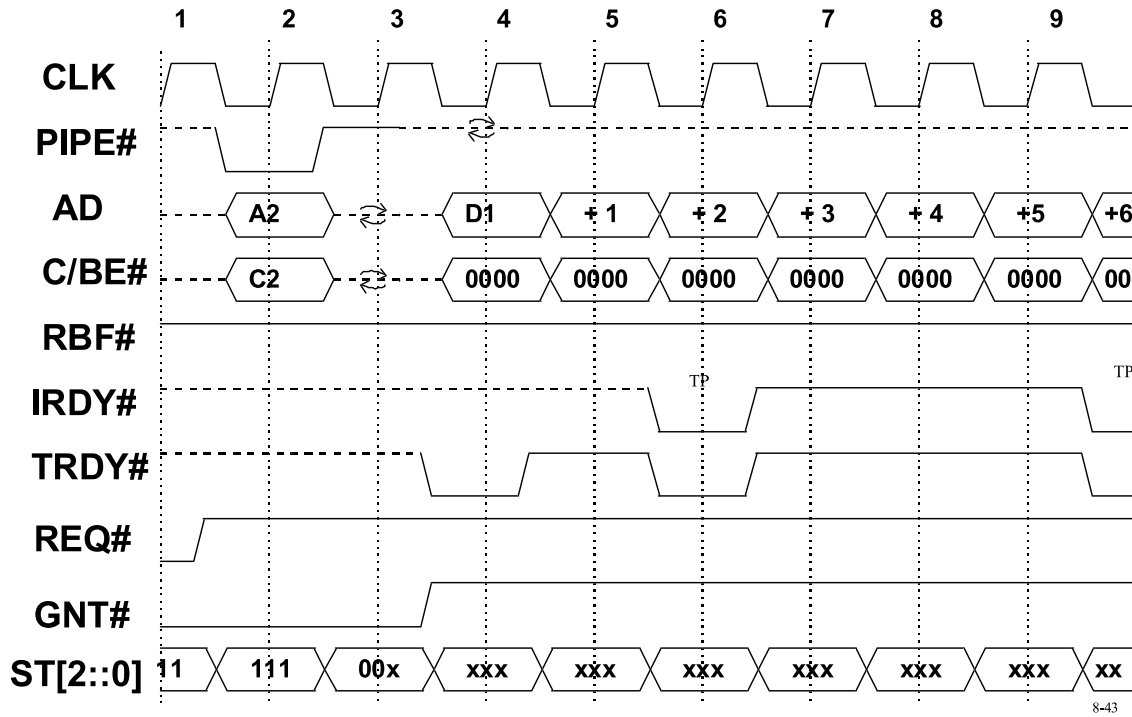 1 2 3 4 5 6 7 8 9
CLK
PIPE#
AD A2 D1 + 1 + 2 + 3 + 4 +5 +6
C/BE# C2 0000 0000 0000 0000 0000 0000 00
RBF#
IRDY# TP TP
TRDY#
REQ#
GNT#
ST[2::0] 11 111 00x xxx xxx xxx xxx xxx xxx xx
8-43